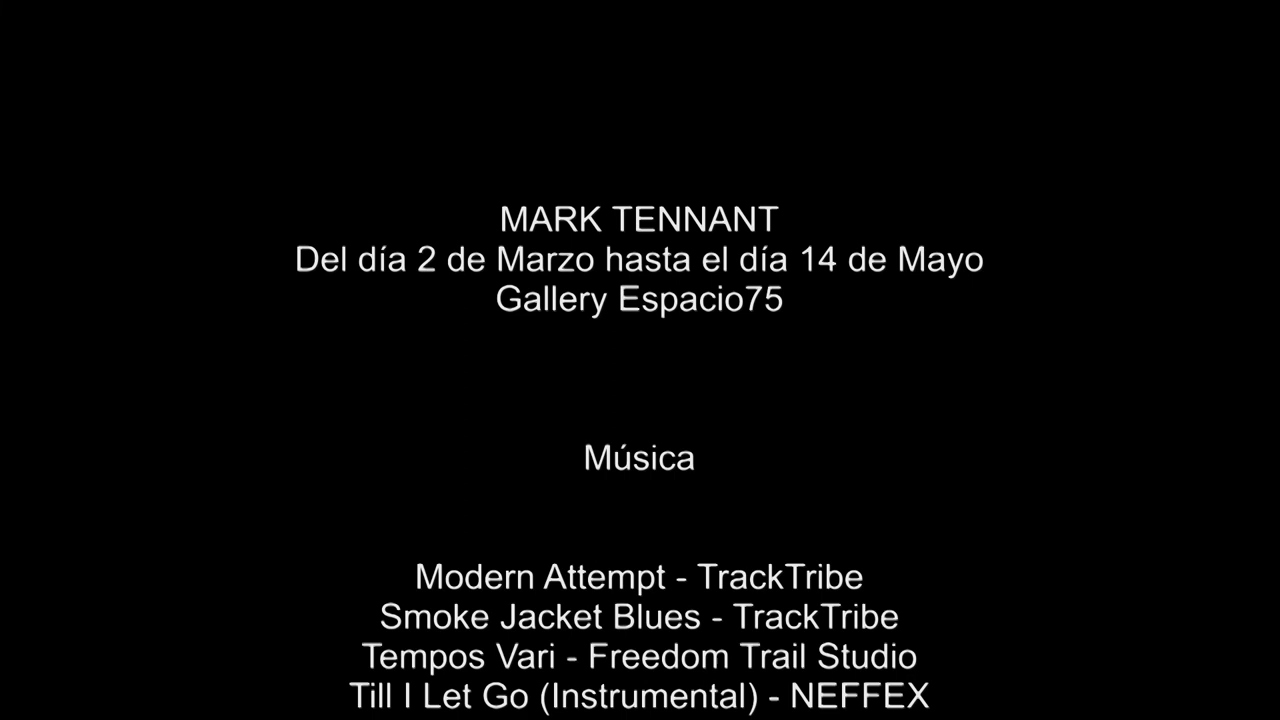 MARK TENNANT
Del día 2 de Marzo hasta el día 14 de Mayo
Gallery Espacio75
Música
Modern Attempt - TrackTribe
Smoke Jacket Blues - TrackTribe
Tempos Vari - Freedom Trail Studio
Till I Let Go (Instrumental) - NEFFEX